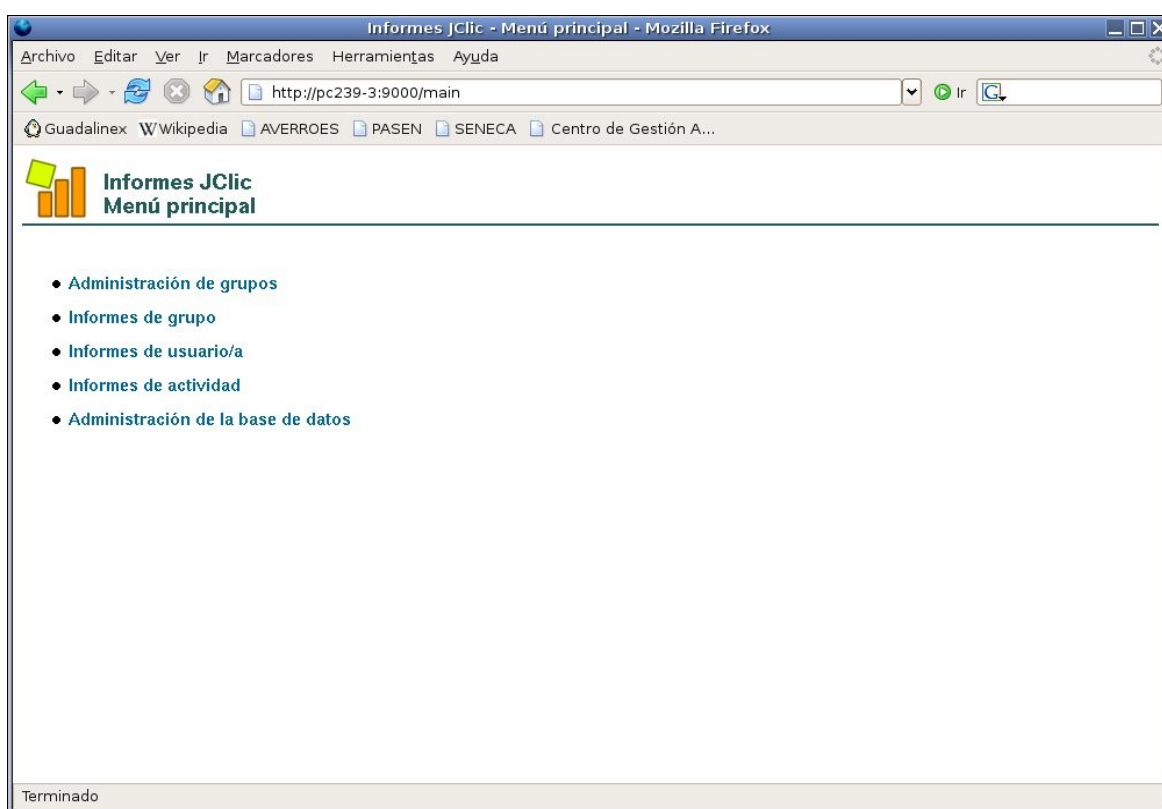 Informes JClic - Menú principal - Mozilla Firefox
Archivo Editar Ver Ir Marcadores Herramientas Ayuda
http://pc239-3:9000/main Ir G
Guadalinex W Wikipedia AVERROES PASEN SENECA Centro de Gestión A...
Informes JClic
Menú principal
Administración de grupos
Informes de grupo
Informes de usuario/a
Informes de actividad
Administración de la base de datos
Terminado